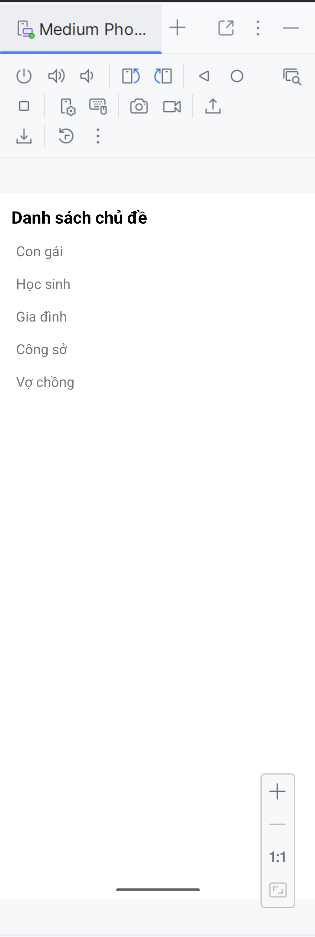 Medium Pho...
Danh sách chủ đề
Con gái
Học sinh
Gia đình
Công sở
Vợ chồng
1:1